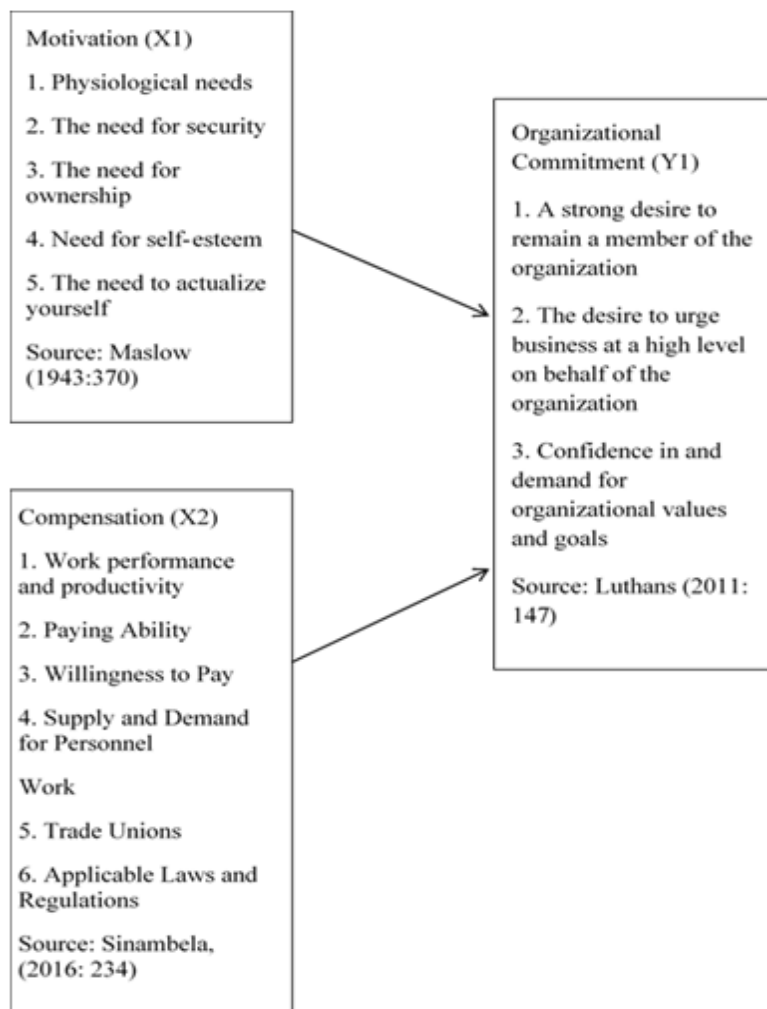 Motivation (X1)
1. Physiological needs
2. The need for security
3. The need for
ownership
4. Need for self-esteem
5. The need to actualize
yourself
Source: Maslow
(1943:370)
Compensation (X2)
1. Work performance
and productivity
2. Paying Ability
3. Willingness to Pay
4. Supply and Demand
for Personnel
Work
5. Trade Unions
6. Applicable Laws and
Regulations
Source: Sinambela,
(2016: 234)
Organizational
Commitment (Y1)
1. A strong desire to
remain a member of the
organization
2. The desire to urge
business at a high level
on behalf of the
organization
3. Confidence in and
demand for
organizational values
and goals
Source: Luthans (2011:
147)